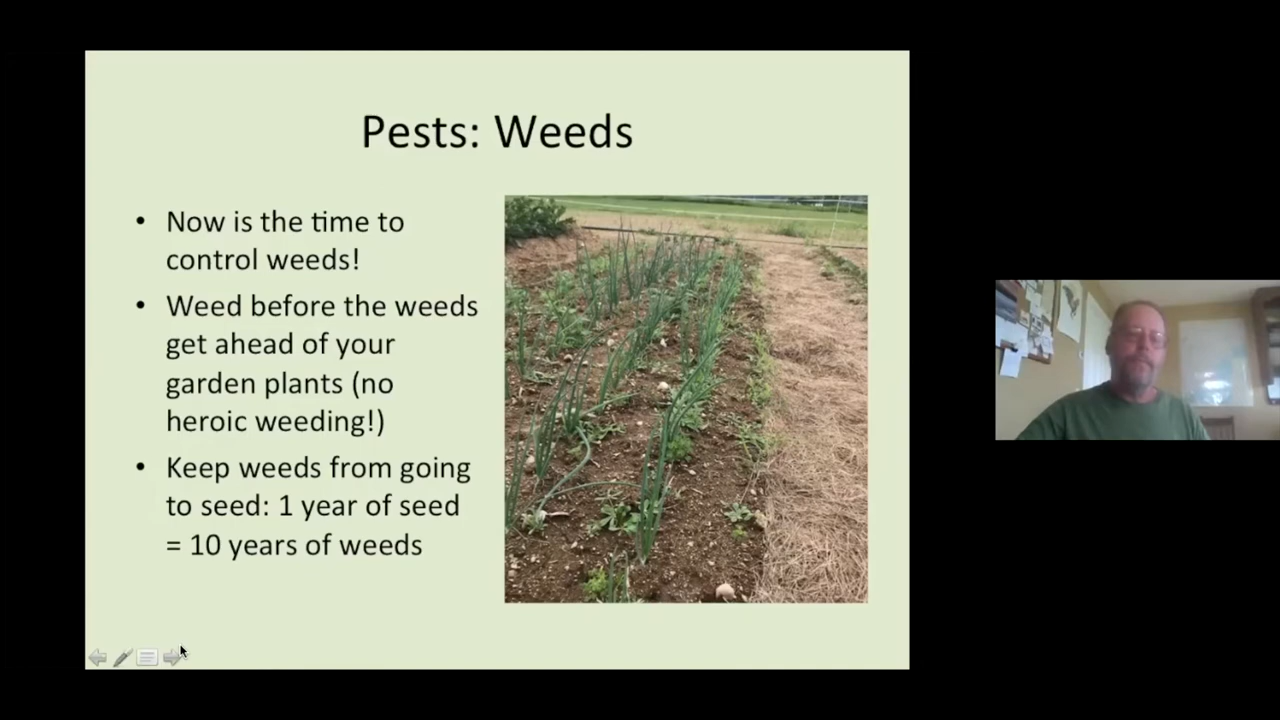 Pests: Weeds
• Now is the time to
control weeds!
• Weed before the weeds
get ahead of your
garden plants (no
heroic weeding!)
• Keep weeds from going
to seed: 1 year of seed
= 10 years of weeds